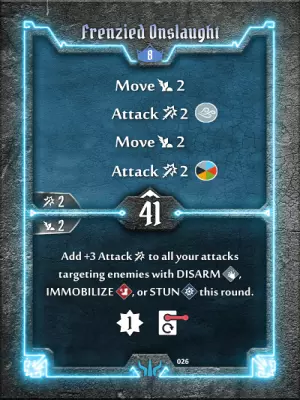 Frenzied Onslaught
8
Move 2
Attack 2
Move 2
Attack 2
2
41
2
Add +3 Attack to all your attacks
targeting enemies with DISARM ,
IMMOBILIZE , or STUN this round.
1
026